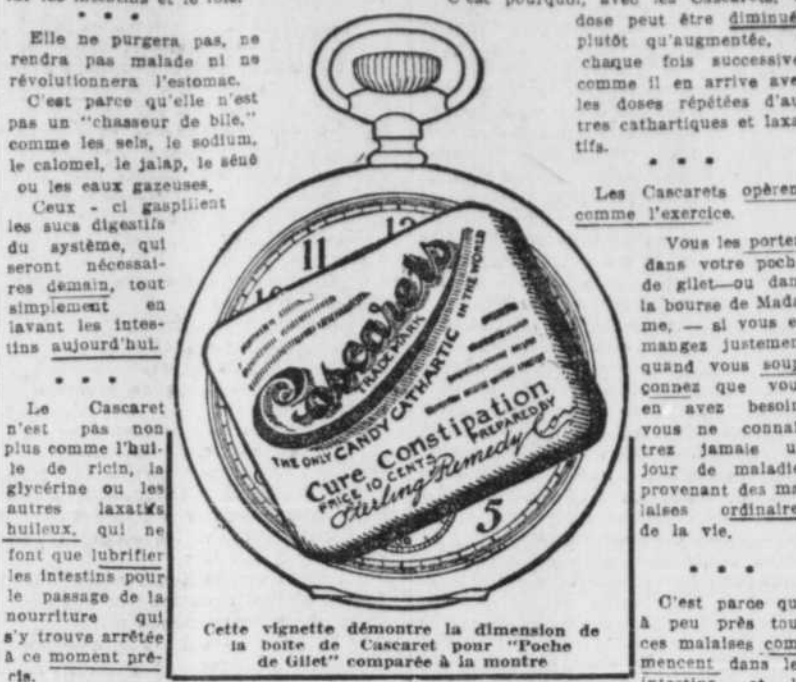 Elle ne purgera pas, ne
rendra pas malade ni ne
révolutionnera l'estomac.
C'est parce qu'elle n'est
pas un "chasseur de bile,"
comme les sels, le sodium,
le calomel, le jalap, le séné
ou les eaux gazeuses,
Ceux - ci gaspillent
les sucs digestifs
du système, qui
seront nécessai-
res demain, tout
simplement en
lavant les intes-
tins aujourd'hui.
* * *
Le Cascaret
n'est pas non
plus comme l'hui-
le de ricin, la
glycérine ou les
autres laxatifs
huileux, qui ne
font que lubrifier
les intestins pour
le passage de la
nourriture qui
s'y trouve arrêtée
à ce moment pré-
cis.
11
12
10
Cascarets
TRADE MARK
THE ONLY CANDY CATHARTIC IN THE WORLD
Cure Constipation
PRICE 10 CENTS. PREPARED BY
Sterling Remedy Co
5
Cette vignette démontre la dimension de
la boîte de Cascaret pour "Poche
de Gilet" comparée à la montre
C'est pourquoi, avec les Cascarets,
dose peut être diminué
plutôt qu'augmentée,
chaque fois successive
comme il en arrive ave
les doses répétées d'au
tres cathartiques et laxa
tifs.
* * *
Les Cascarets opèren
comme l'exercice.
Vous les porte
dans votre poch
de gilet—ou dan
la bourse de Mada
me, — si vous e
mangez justemen
quand vous soup
çonnez que vou
en avez besoin
vous ne connaî
trez jamais u
jour de maladie
provenant des ma
laises ordinaire
de la vie.
* * *
C'est parce qu
à peu près tou
ces malaises com
mencent dans le